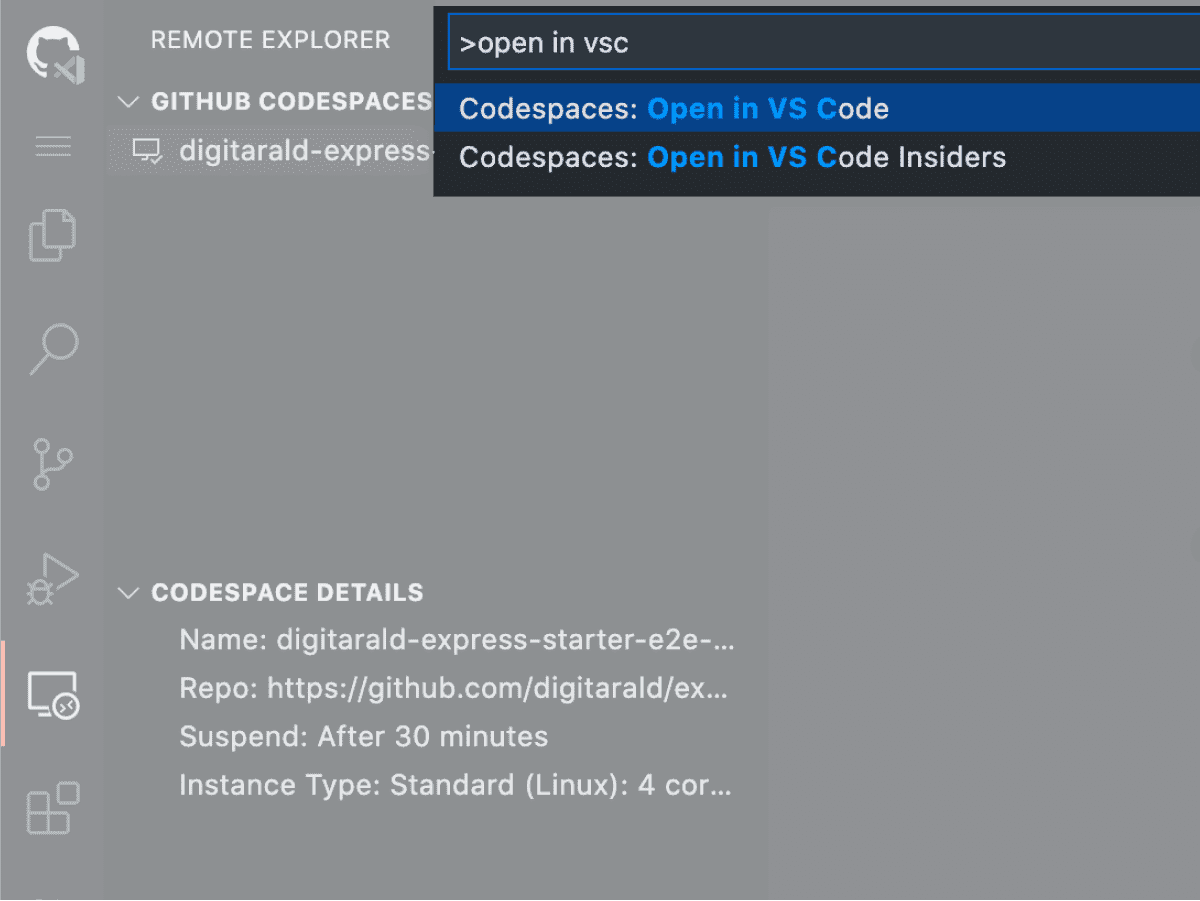 REMOTE EXPLORER
GITHUB CODESPACES
digitarald-express-
>open in vsc
Codespaces: Open in VS Code
Codespaces: Open in VS Code Insiders
CODESPACE DETAILS
Name: digitarald-express-starter-e2e-...
Repo: https://github.com/digitarald/ex...
Suspend: After 30 minutes
Instance Type: Standard (Linux): 4 cor...